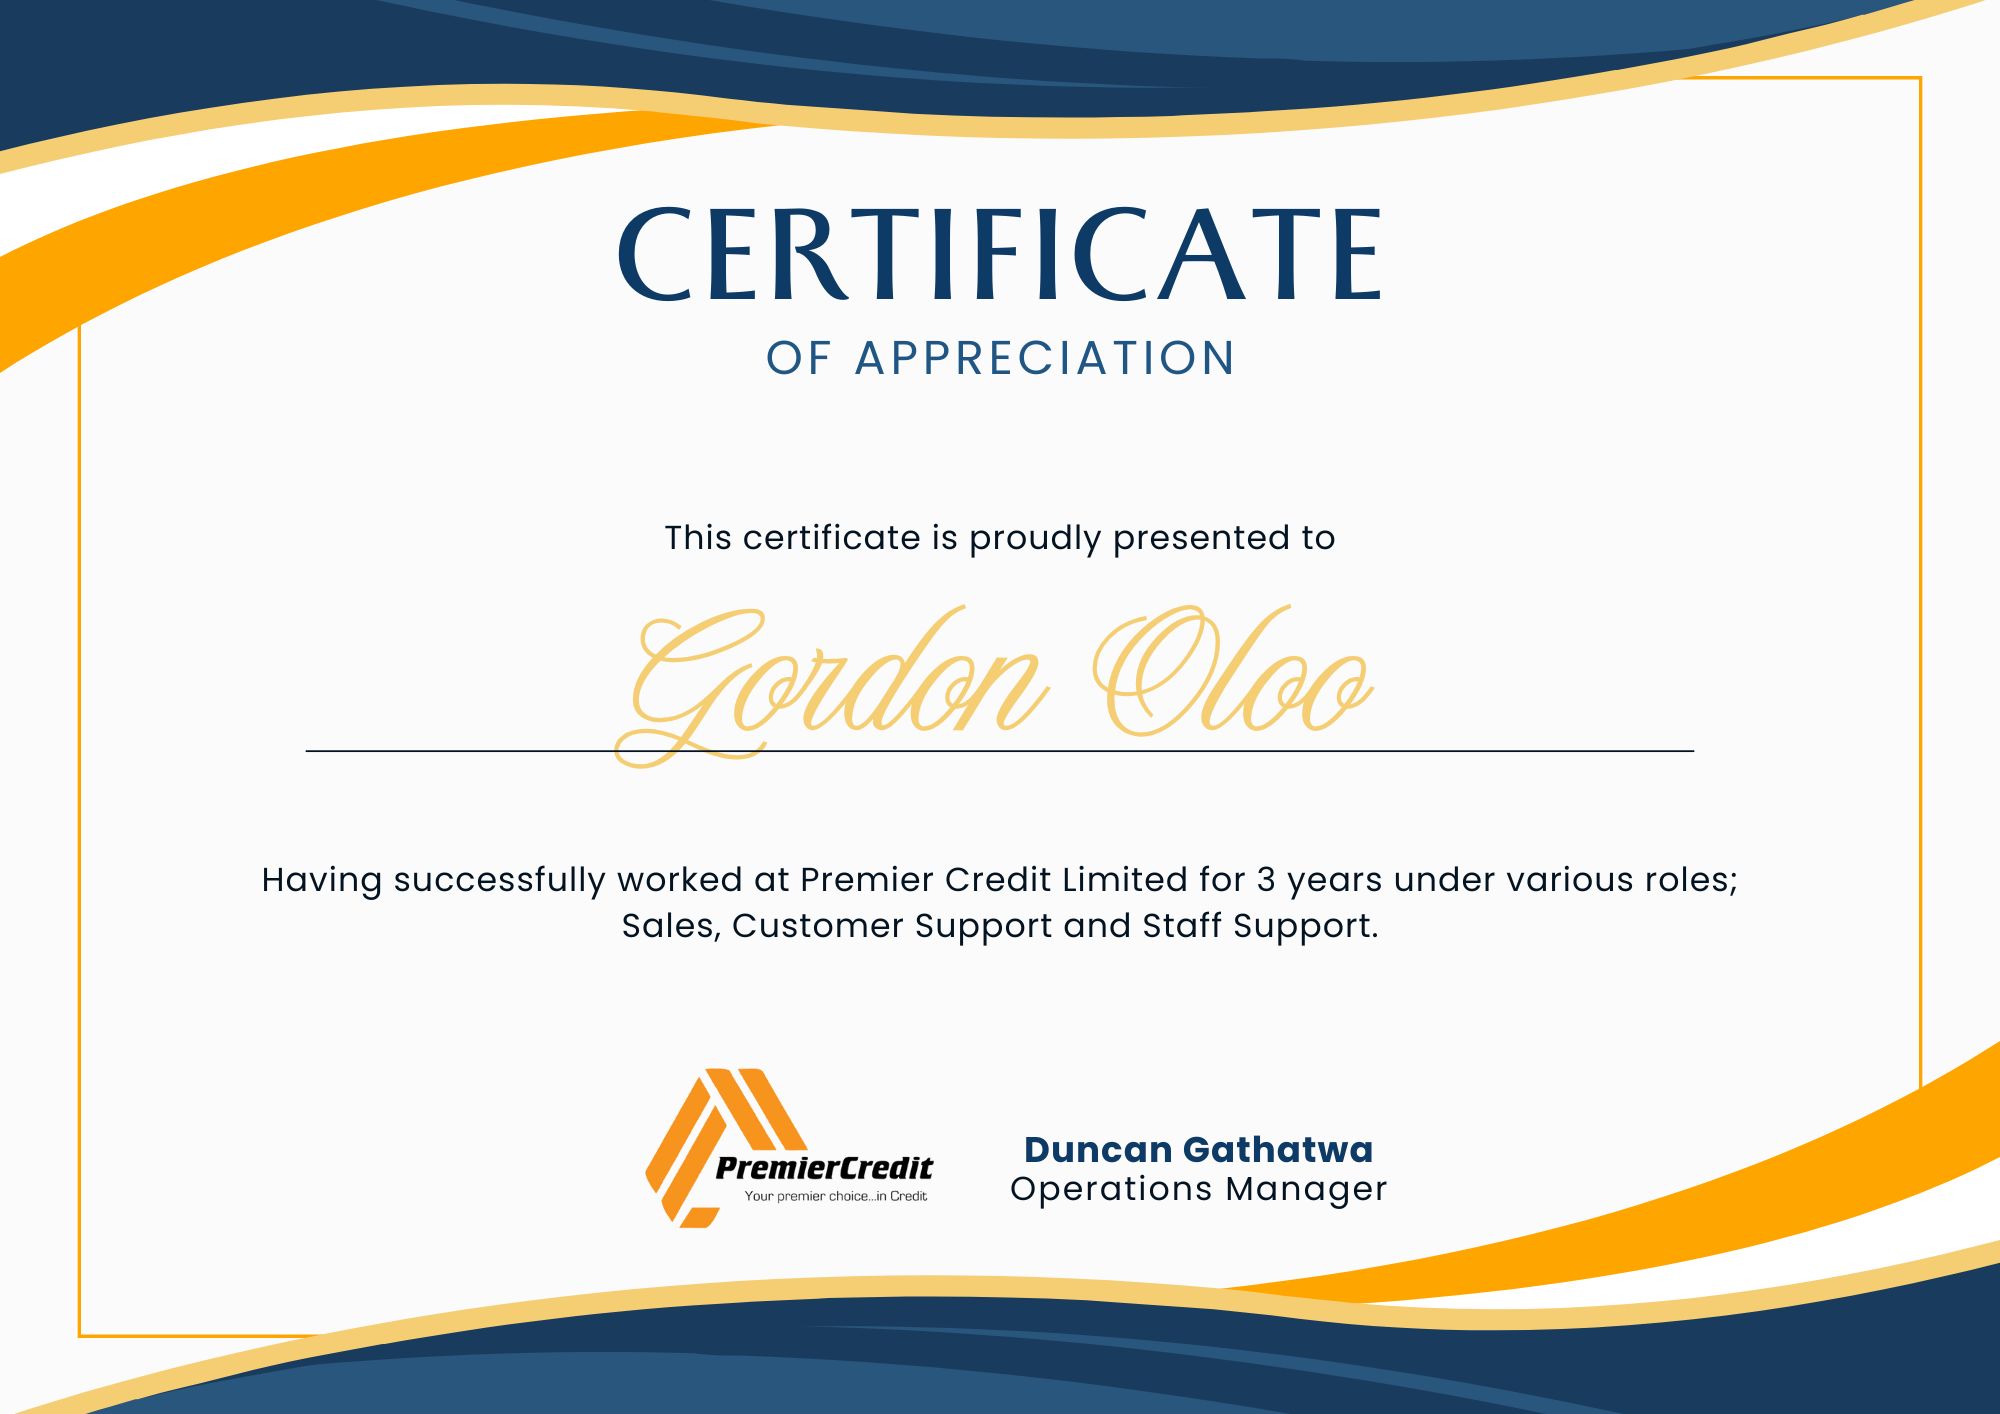 CERTIFICATE
OF APPRECIATION
This certificate is proudly presented to
Gordon Oloo
Having successfully worked at Premier Credit Limited for 3 years under various roles;
Sales, Customer Support and Staff Support.
PremierCredit
Your premier choice...in Credit
Duncan Gathatwa
Operations Manager